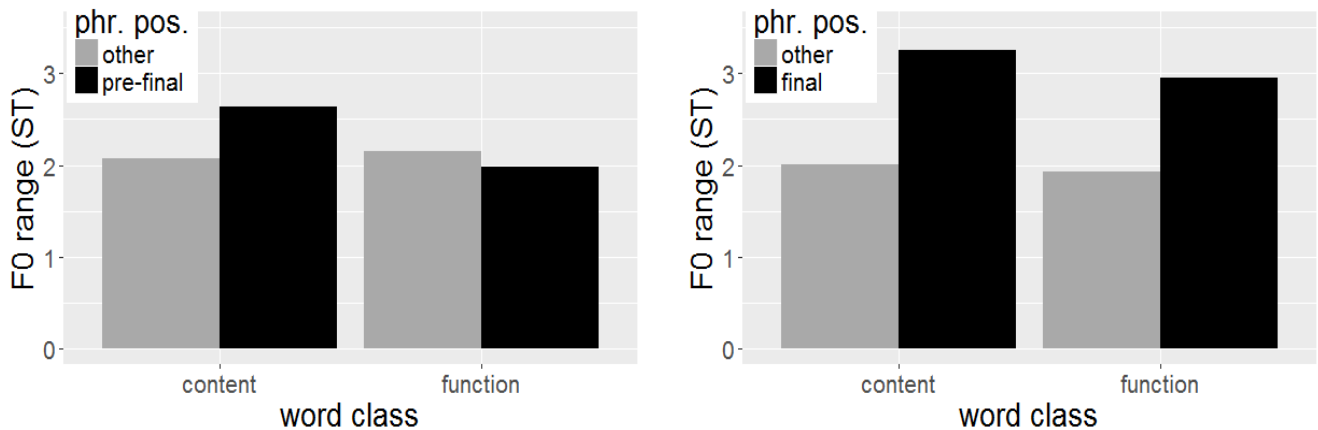 phr. pos.
other
pre-final
F0 range (ST)
3
2
1
0
content function
word class
phr. pos.
other
final
F0 range (ST)
3
2
1
0
content function
word class